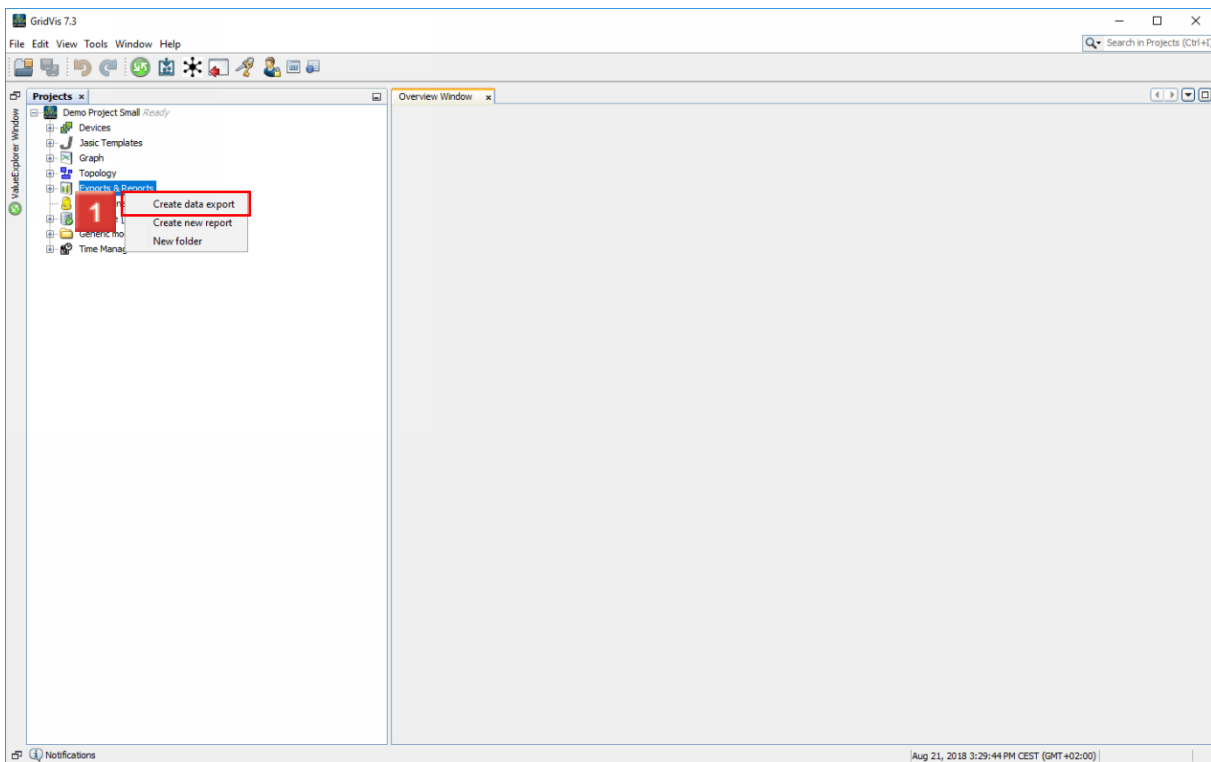 GridVis 7.3
File Edit View Tools Window Help
Search in Projects (Ctrl+I)
Projects
Overview Window
ValueExplorer Window
Demo Project Small Ready
Devices
Jasic Templates
Graph
Topology
Exports & Reports
1
Create data export
Create new report
New folder
Generic mo
Time Manag
Notifications
Aug 21, 2018 3:29:44 PM CEST (GMT+02:00)